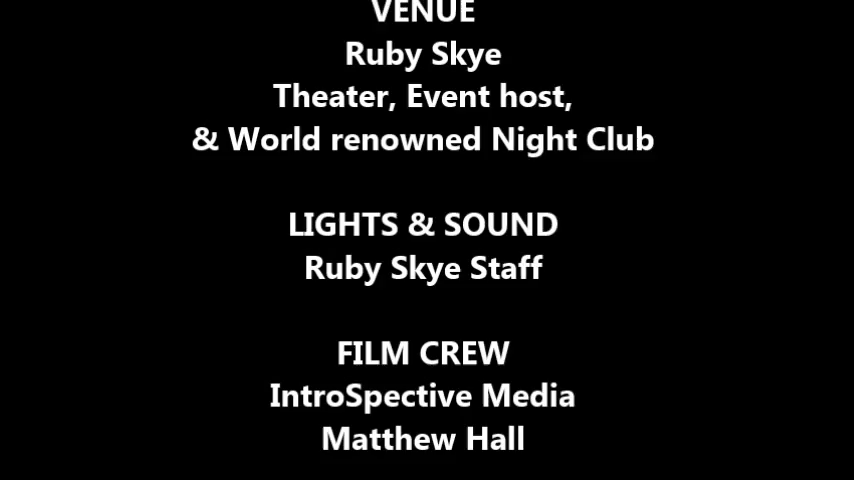 VENUE
Ruby Skye
Theater, Event host,
& World renowned Night Club
LIGHTS & SOUND
Ruby Skye Staff
FILM CREW
IntroSpective Media
Matthew Hall